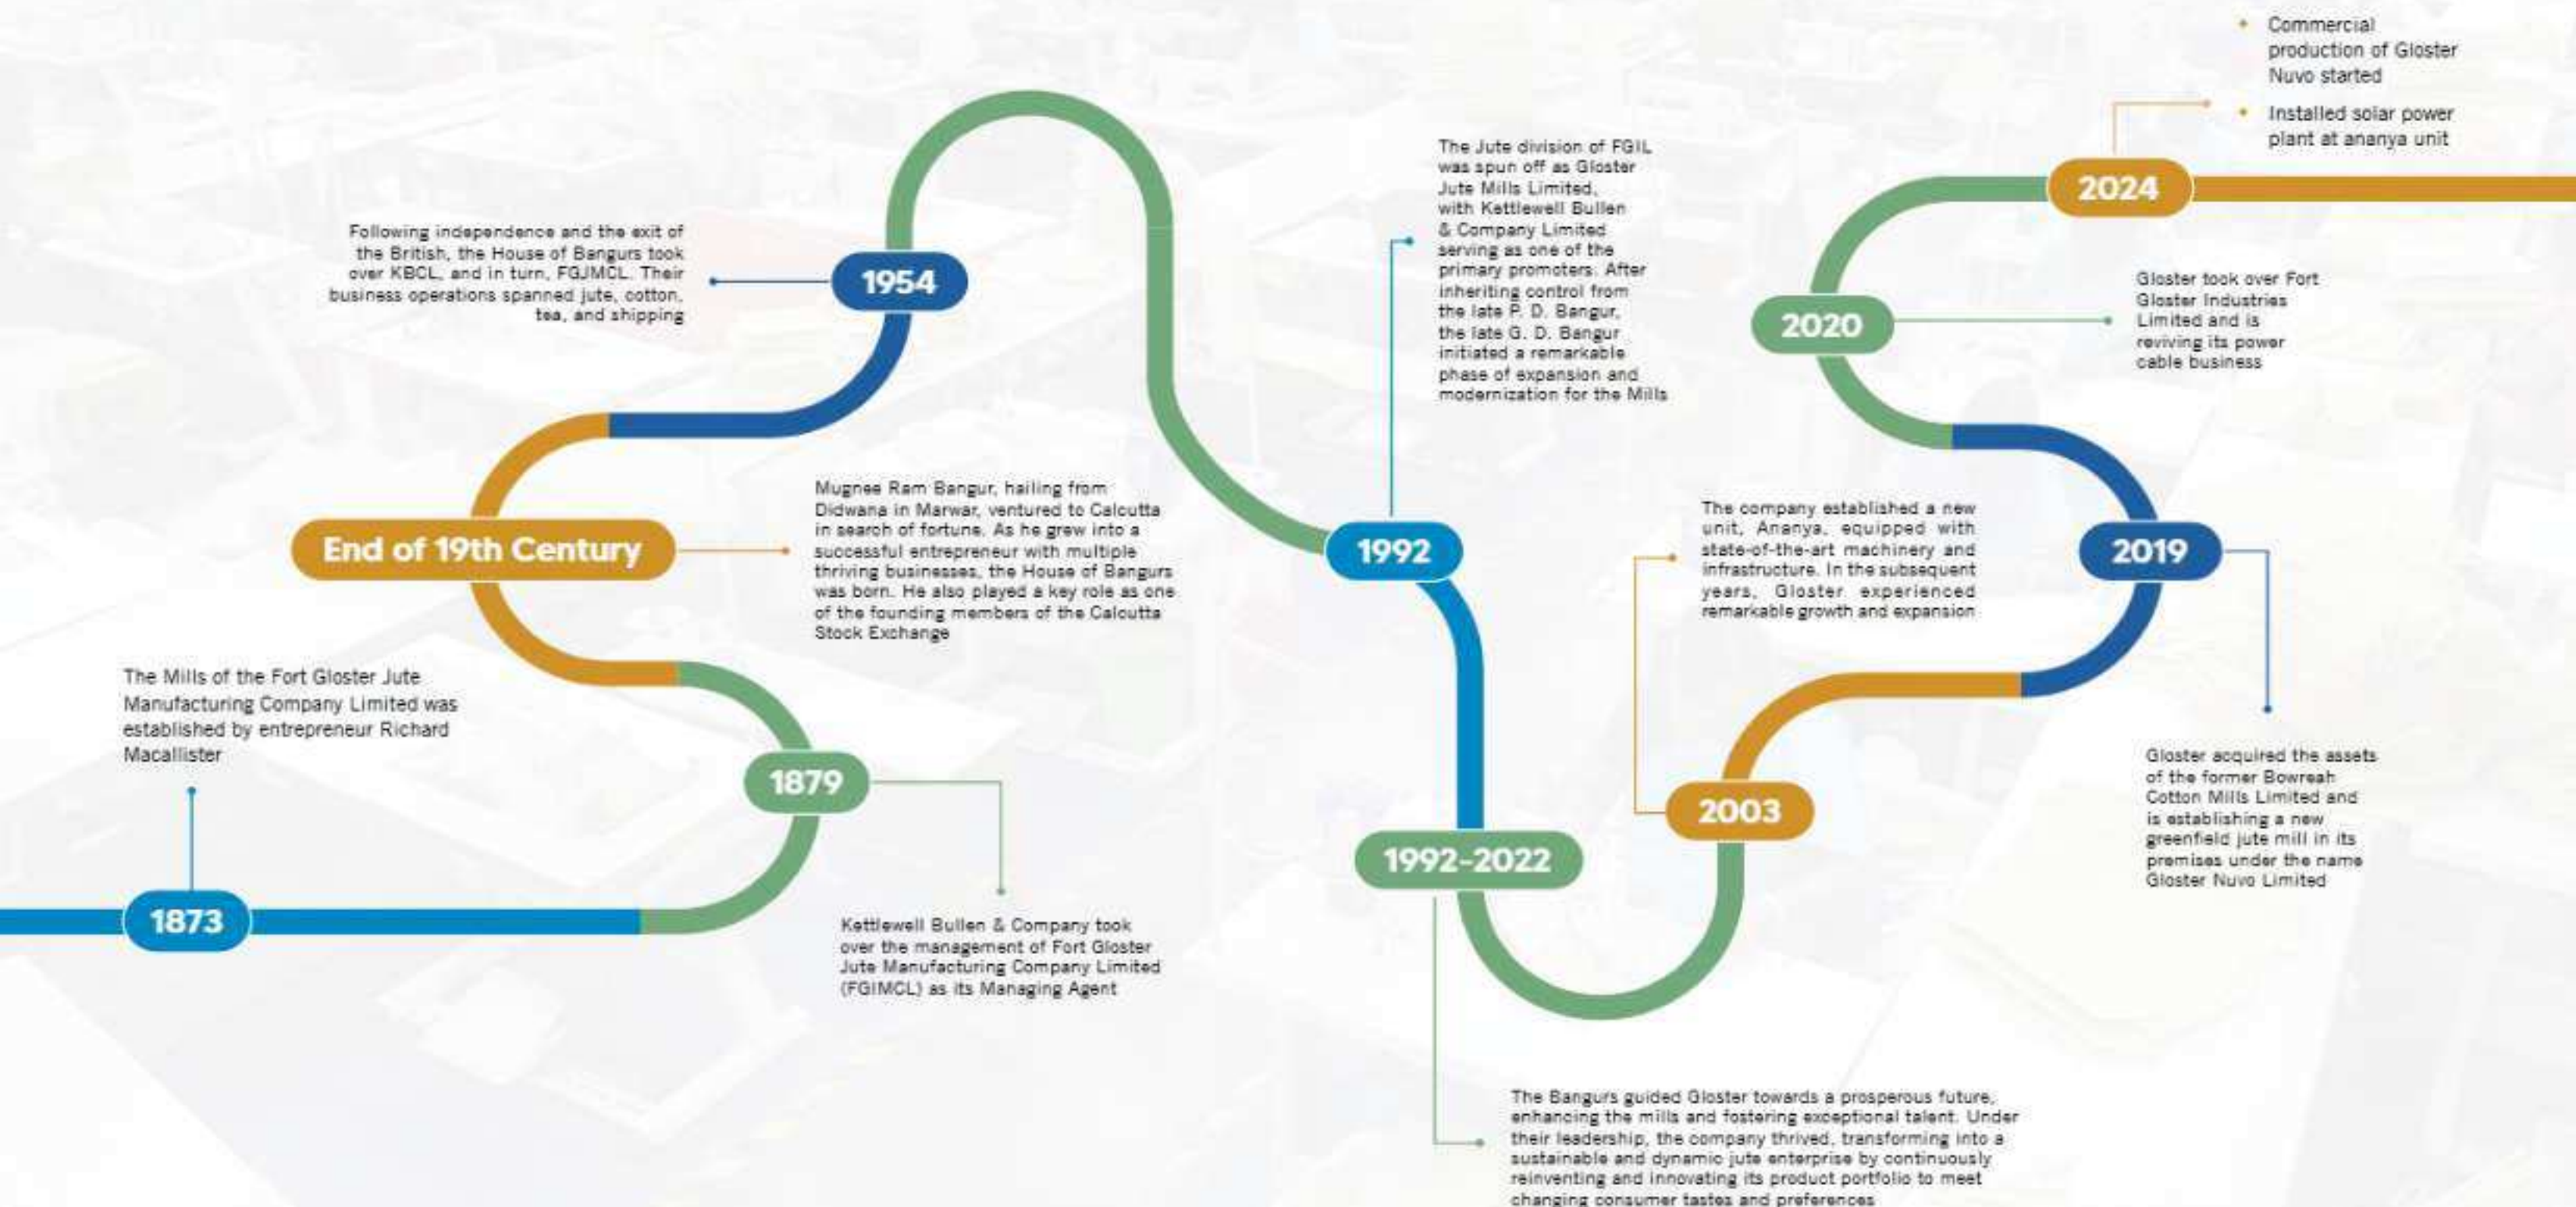 The Mills of the Fort Gloster Jute
Manufacturing Company Limited was
established by entrepreneur Richard
Macallister
1873
1879
Kettlewell Bullen & Company took
over the management of Fort Gloster
Jute Manufacturing Company Limited
(FGIMCL) as its Managing Agent
End of 19th Century
Mugnee Ram Bangur, hailing from
Didwana in Marwar, ventured to Calcutta
in search of fortune. As he grew into a
successful entrepreneur with multiple
thriving businesses, the House of Bangurs
was born. He also played a key role as one
of the founding members of the Calcutta
Stock Exchange
Following independence and the exit of
the British, the House of Bangurs took
over KBCL, and in turn, FGJMCL. Their
business operations spanned jute, cotton,
tea, and shipping
1954
The Jute division of FGIL
was spun off as Gloster
Jute Mills Limited,
with Kettlewell Bullen
& Company Limited
serving as one of the
primary promoters. After
inheriting control from
the late P. D. Bangur,
the late G. D. Bangur
initiated a remarkable
phase of expansion and
modernization for the Mills
1992
1992-2022
The Bangurs guided Gloster towards a prosperous future,
enhancing the mills and fostering exceptional talent. Under
their leadership, the company thrived, transforming into a
sustainable and dynamic jute enterprise by continuously
reinventing and innovating its product portfolio to meet
changing consumer tastes and preferences
The company established a new
unit, Ananya, equipped with
state-of-the-art machinery and
infrastructure. In the subsequent
years, Gloster experienced
remarkable growth and expansion
2003
2019
Gloster acquired the assets
of the former Bowreah
Cotton Mills Limited and
is establishing a new
greenfield jute mill in its
premises under the name
Gloster Nuvo Limited
2020
Gloster took over Fort
Gloster Industries
Limited and is
reviving its power
cable business
2024
• Commercial
production of Gloster
Nuvo started
• Installed solar power
plant at ananya unit